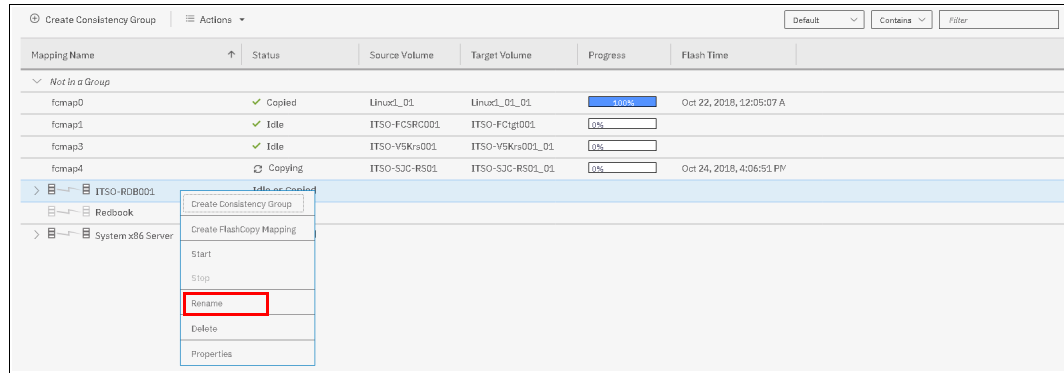 Create Consistency Group Actions Default Contains Filter
Mapping Name Status Source Volume Target Volume Progress Flash Time
Not in a Group
fcmap0 Copied Linux1_01 Linux1_01_01 100% Oct 22, 2018, 12:05:07 A
fcmap1 Idle ITSO-FCSRC001 ITSO-FCtgt001 0%
fcmap3 Idle ITSO-V5Krs001 ITSO-V5Krs001_01 0%
fcmap4 Copying ITSO-SJC-RS01 ITSO-SJC-RS01_01 0% Oct 24, 2018, 4:06:51 PM
ITSO-RDB001 Idle or Copied
Create Consistency Group
Redbook
Create FlashCopy Mapping
System x86 Server
Start
Stop
Rename
Delete
Properties